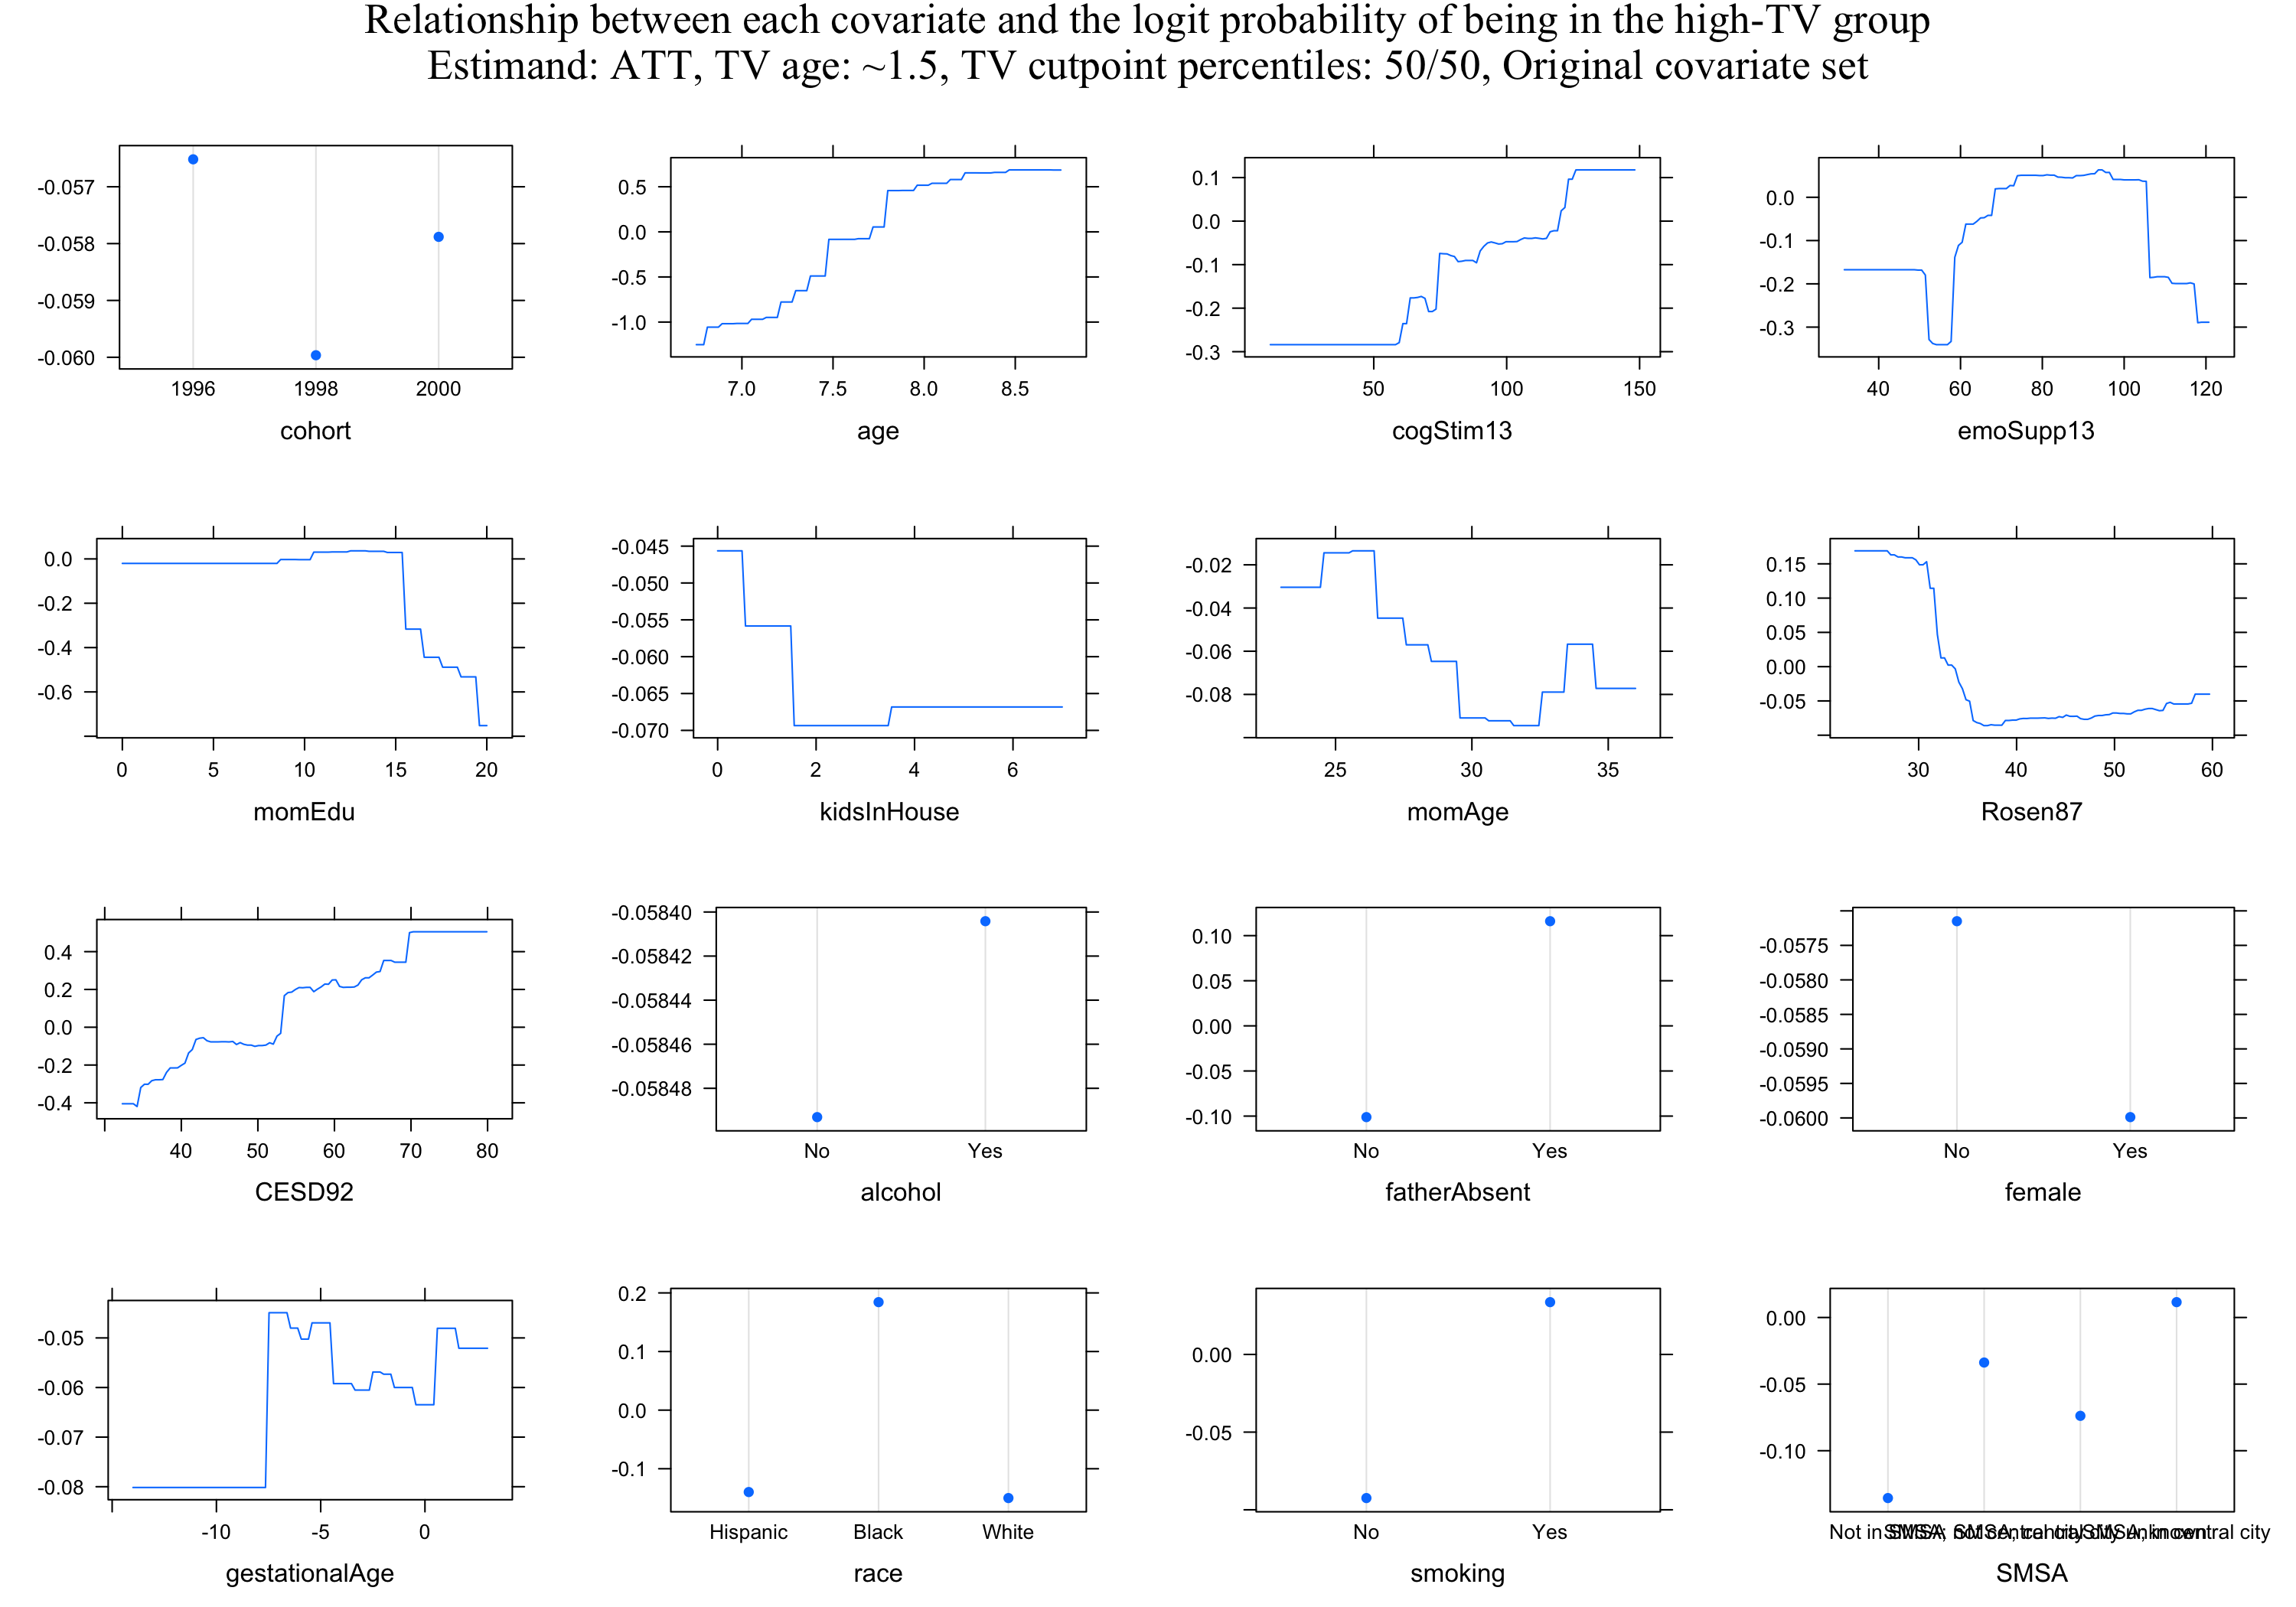 Relationship between each covariate and the logit probability of being in the high-TV group
Estimand: ATT, TV age: ~1.5, TV cutpoint percentiles: 50/50, Original covariate set
-0.057
-0.058
-0.059
-0.060
1996 1998 2000
cohort
0.5
0.0
-0.5
-1.0
7.0 7.5 8.0 8.5
age
0.1
0.0
-0.1
-0.2
-0.3
50 100 150
cogStim13
0.0
-0.1
-0.2
-0.3
40 60 80 100 120
emoSupp13
0.0
-0.2
-0.4
-0.6
0 5 10 15 20
momEdu
-0.045
-0.050
-0.055
-0.060
-0.065
-0.070
0 2 4 6
kidsInHouse
-0.02
-0.04
-0.06
-0.08
25 30 35
momAge
0.15
0.10
0.05
0.00
-0.05
30 40 50 60
Rosen87
0.4
0.2
0.0
-0.2
-0.4
40 50 60 70 80
CESD92
-0.05840
-0.05842
-0.05844
-0.05846
-0.05848
No Yes
alcohol
0.10
0.05
0.00
-0.05
-0.10
No Yes
fatherAbsent
-0.0575
-0.0580
-0.0585
-0.0590
-0.0595
-0.0600
No Yes
female
-0.05
-0.06
-0.07
-0.08
-10 -5 0
gestationalAge
0.2
0.1
0.0
-0.1
Hispanic Black White
race
0.00
-0.05
No Yes
smoking
0.00
-0.05
-0.10
Not in
central city
SMSA